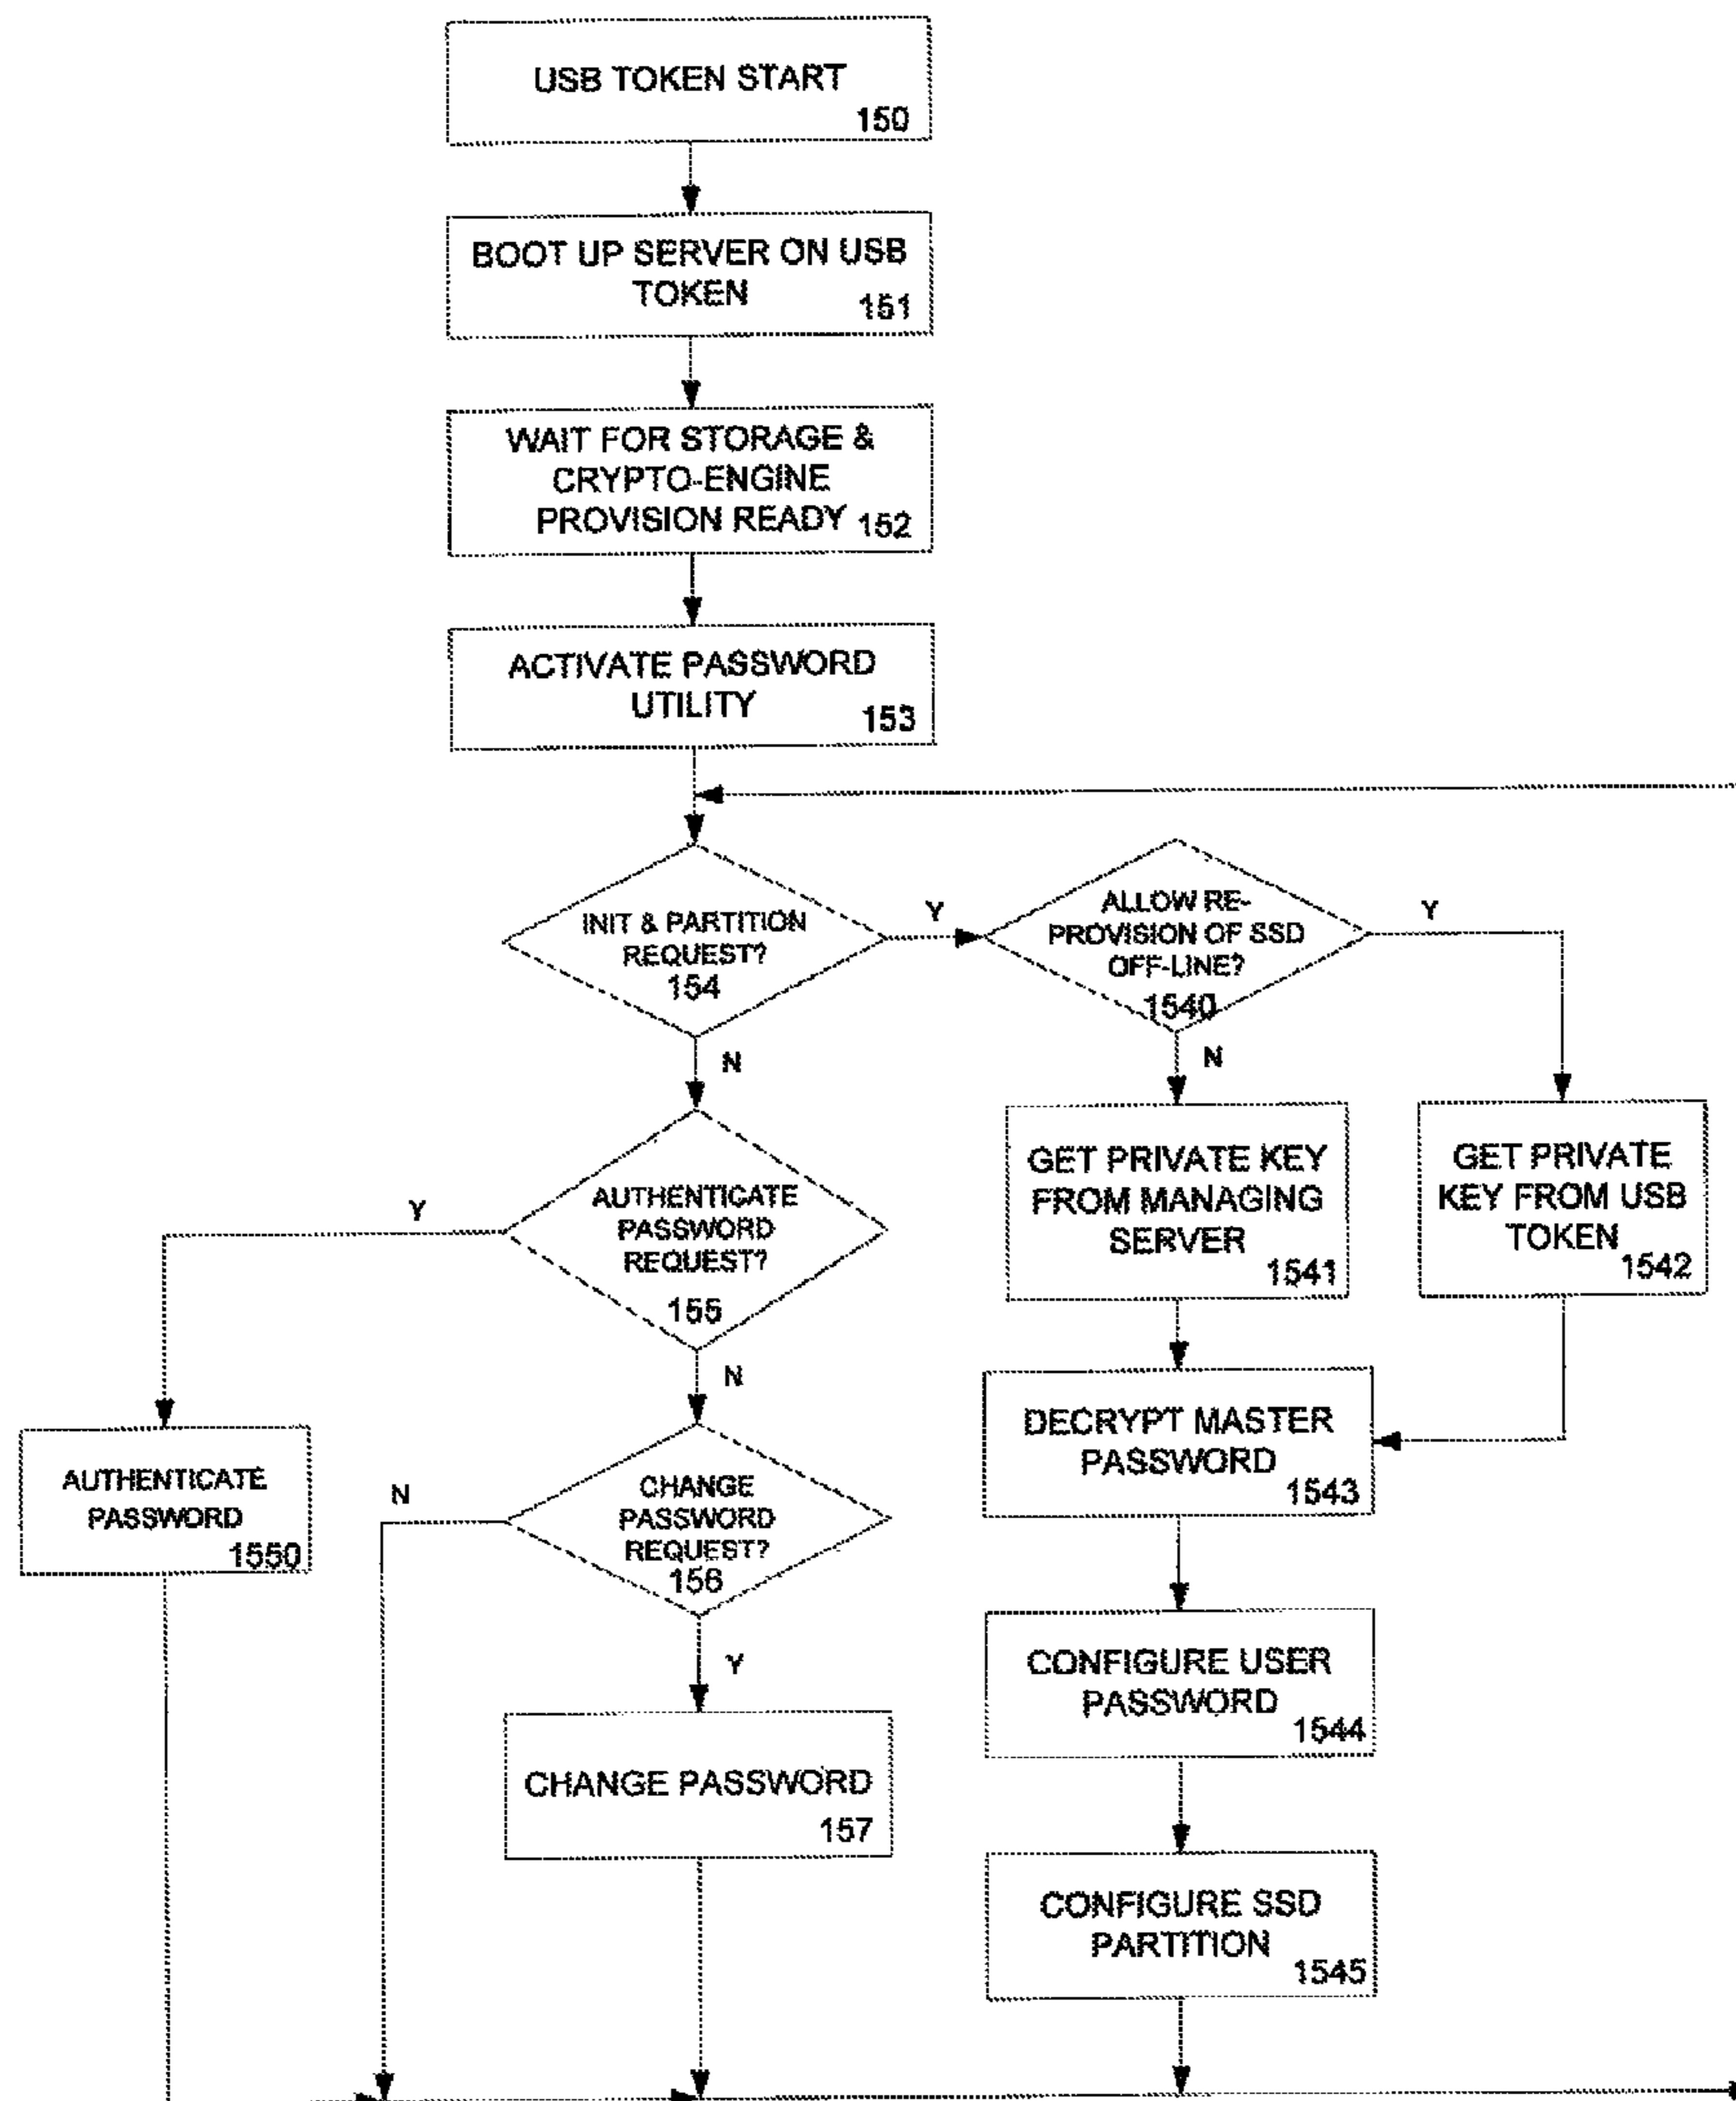 USB TOKEN START
150
BOOT UP SERVER ON USB
TOKEN
151
WAIT FOR STORAGE &
CRYPTO-ENGINE
PROVISION READY
152
ACTIVATE PASSWORD
UTILITY
153
INIT & PARTITION
REQUEST?
154
Y
N
ALLOW RE-
PROVISION OF SSD
OFF-LINE?
1540
Y
N
GET PRIVATE KEY
FROM MANAGING
SERVER
1541
GET PRIVATE
KEY FROM USB
TOKEN
1542
AUTHENTICATE
PASSWORD
REQUEST?
155
Y
N
DECRYPT MASTER
PASSWORD
1543
AUTHENTICATE
PASSWORD
1550
CHANGE
PASSWORD
REQUEST?
156
N
Y
CONFIGURE USER
PASSWORD
1544
CHANGE PASSWORD
157
CONFIGURE SSD
PARTITION
1545